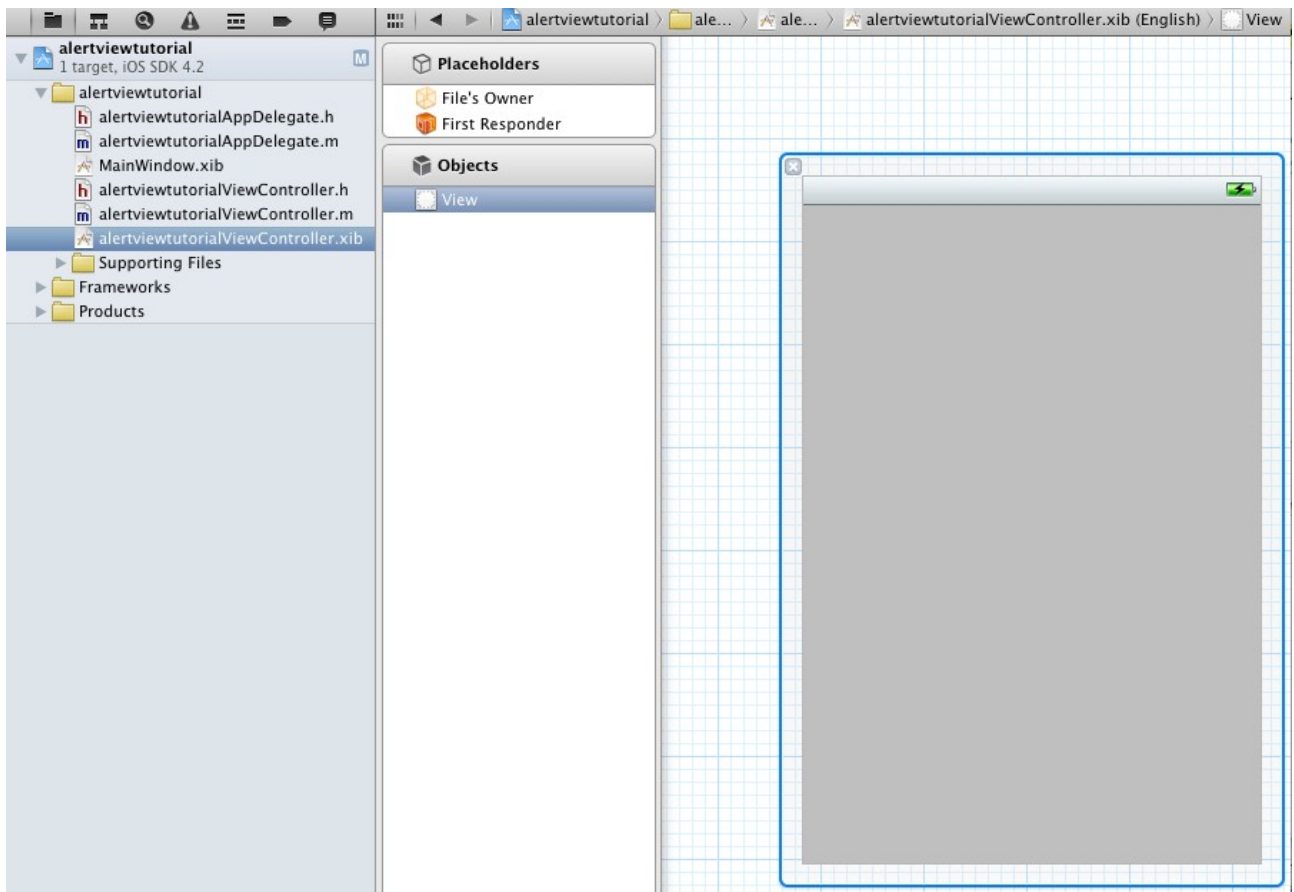 alertviewtutorial 〉 ale... 〉 ale... 〉 alertviewtutorialViewController.xib (English) 〉 View
alertviewtutorial
1 target, iOS SDK 4.2
M
alertviewtutorial
h alertviewtutorialAppDelegate.h
m alertviewtutorialAppDelegate.m
MainWindow.xib
h alertviewtutorialViewController.h
m alertviewtutorialViewController.m
alertviewtutorialViewController.xib
Supporting Files
Frameworks
Products
Placeholders
File's Owner
First Responder
Objects
View